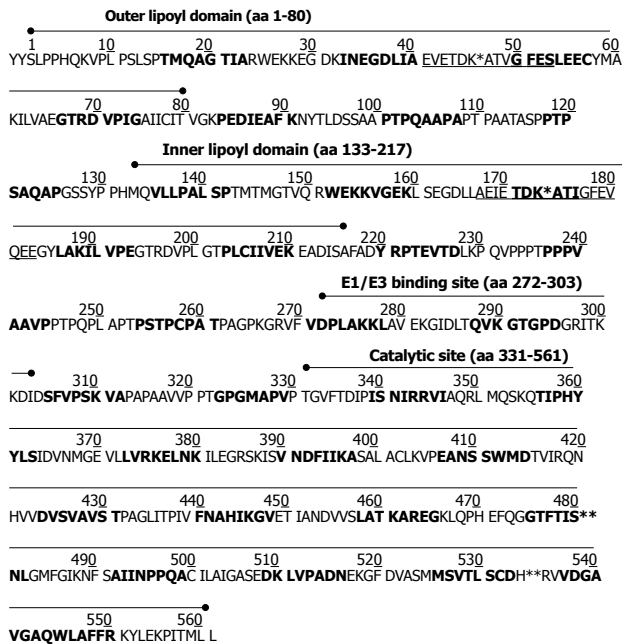 Outer lipoyl domain (aa 1-80)
1 10 20 30 40 50 60
YYSLPPHQKVPL PSLSPTMQAG TIARWEKKEG DKINEGDLIA EVETDK*ATVG FESLEECYMA
70 80 90 100 110 120
KILVAEGTRD VPIGAIICIT VGKPEDIEAF KNYTLDSSAA PTPQAAPAPT PAATASPPTP
Inner lipoyl domain (aa 133-217)
130 140 150 160 170 180
SAQAPGSSYP PHMQVLLPAL SPTMTMGTVQ RWEKKVGEKL SEGDLLAEIE TDK*ATIGFEV
190 200 210 220 230 240
QEEGYLAKIL VPEGTRDVPL GTPLCIIVEK EADISAFADY RPTEVTDLKP QVPPPTPPPV
E1/E3 binding site (aa 272-303)
250 260 272 280 290 301
AAVPPTPQPL APTPSTPCPA TPAGPKGRVF VDPLAKKLAV EKGIDLTQVK GTGPDGRITK
Catalytic site (aa 331-561)
310 320 332 340 350 360
KDIDSFVPSK VAPAPAAVVP PTGPGMAPVP TGVFTDIPIS NIRRVIAQRL MQSKQTIPHY
370 382 390 400 410 420
YLSIDVNMGE VLLVRKELNK ILEGRSKISV NDFIIKASAL ACLKVPEANS SWMDTVIRQN
430 440 450 460 470 480
HVVDVSVAVS TPAGLITPIV FNAHIKGVET IANDVVSLAT KAREGKLQPH EFQGGTFTIS**
490 500 510 520 530 540
NLGMFGIKNF SAIINPPQAC ILAIGASEDK LVPADNEKGF DVASMMSVTL SCDH**RVVDGA
550 560
VGAQWLAFFR KYLEKPITML L